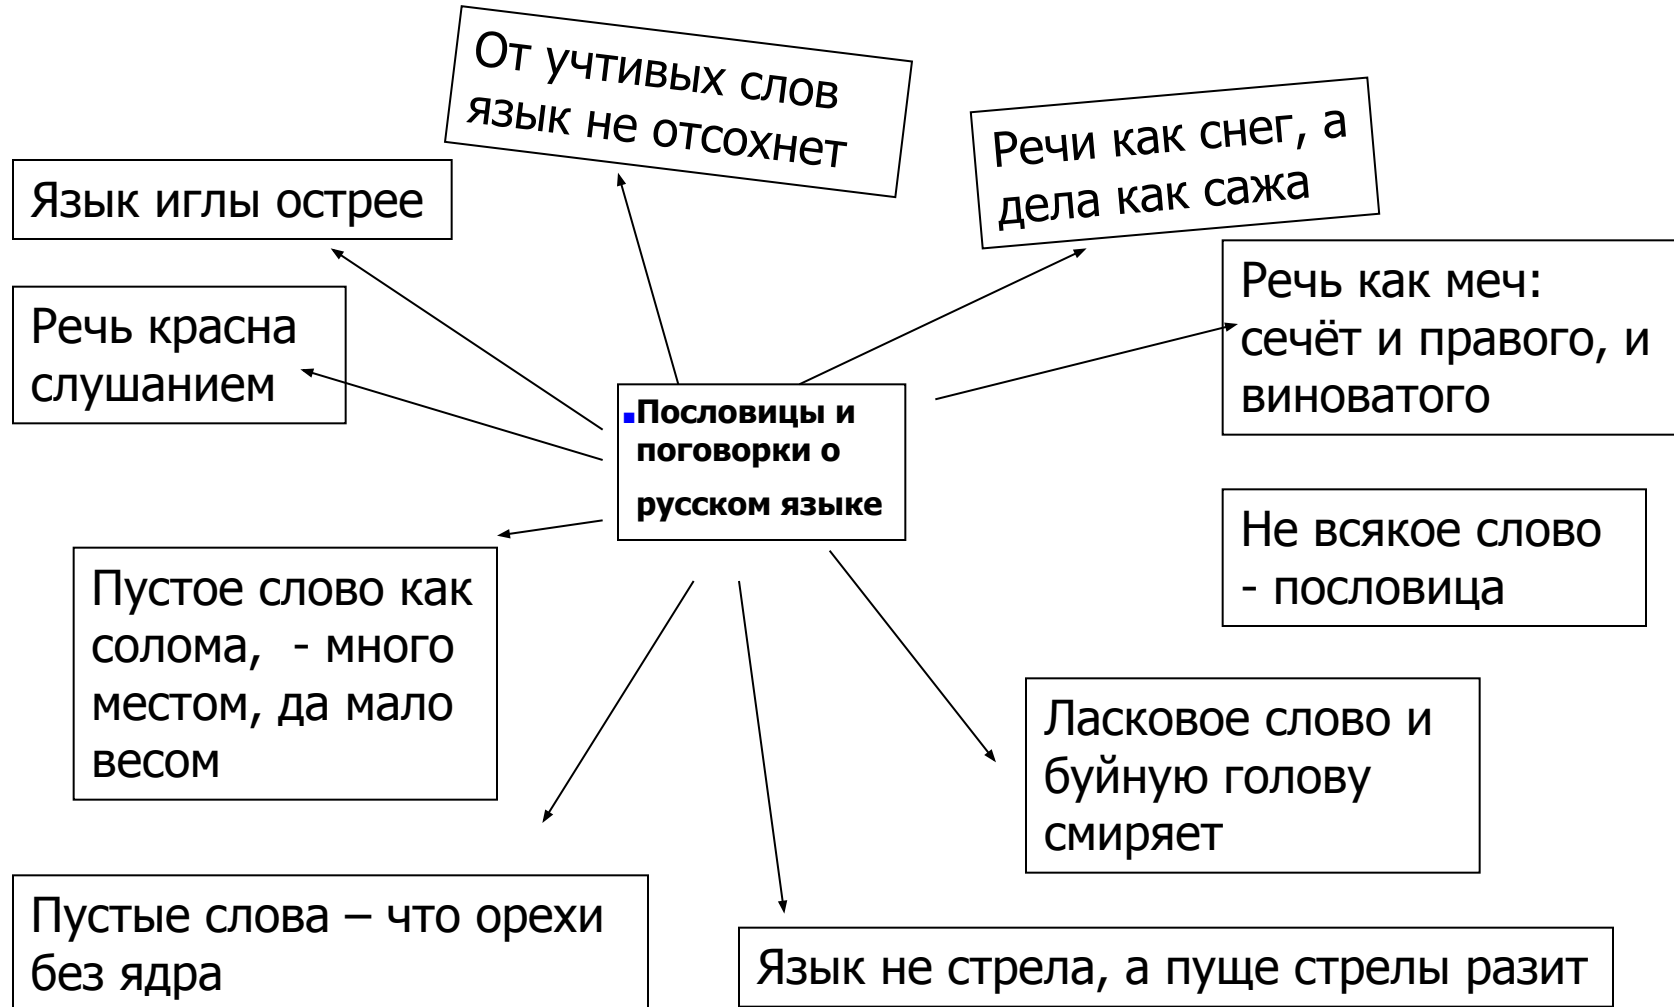 От учтивых слов
язык не отсохнет
Речи как снег, а
дела как сажа
Язык иглы острее
Речь как меч:
сечёт и правого, и
виноватого
Речь красна
слушанием
Пословицы и
поговорки о
русском языке
Не всякое слово
- пословица
Пустое слово как
солома, - много
местом, да мало
весом
Ласковое слово и
буйную голову
смиряет
Пустые слова – что орехи
без ядра
Язык не стрела, а пуще стрелы разит